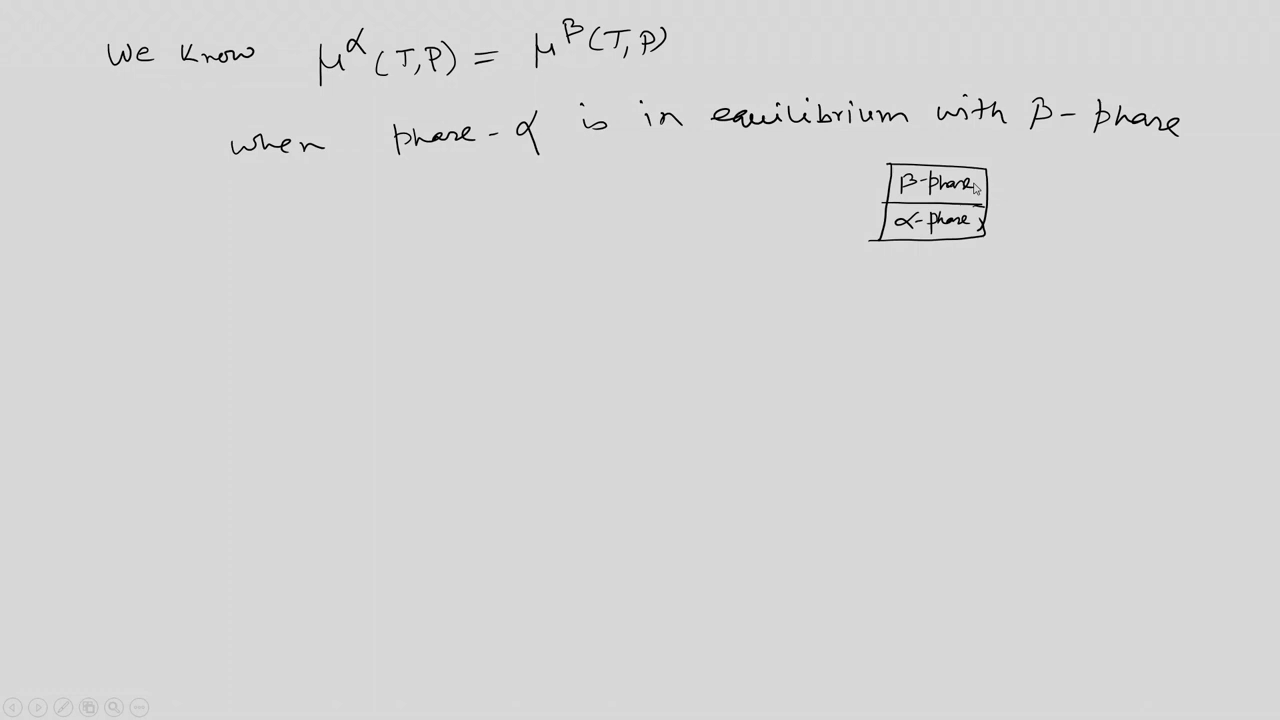 We know μ^α(T,P) = μ^β(T,P)
when phase-α is in equilibrium with β-phase
β-phase
α-phase